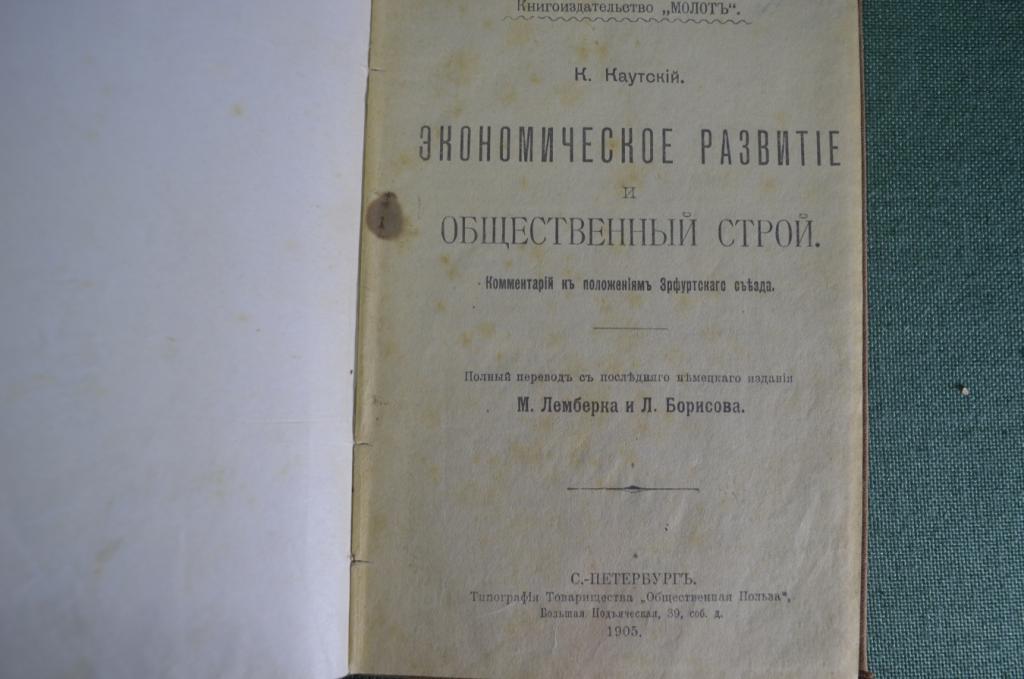 Книгоиздательство „МОЛОТЪ“.
К. Каутскій.
ЭКОНОМИЧЕСКОЕ РАЗВИТІЕ
И
ОБЩЕСТВЕННЫЙ СТРОЙ.
Комментарій къ положеніямъ Эрфуртскаго съѣзда.
Полный переводъ съ послѣдняго нѣмецкаго изданія
М. Лемберка и Л. Борисова.
С.-ПЕТЕРБУРГЪ.
Типографія Товарищества „Общественная Польза“,
Большая Подъяческая, 39, соб. д.
1905.